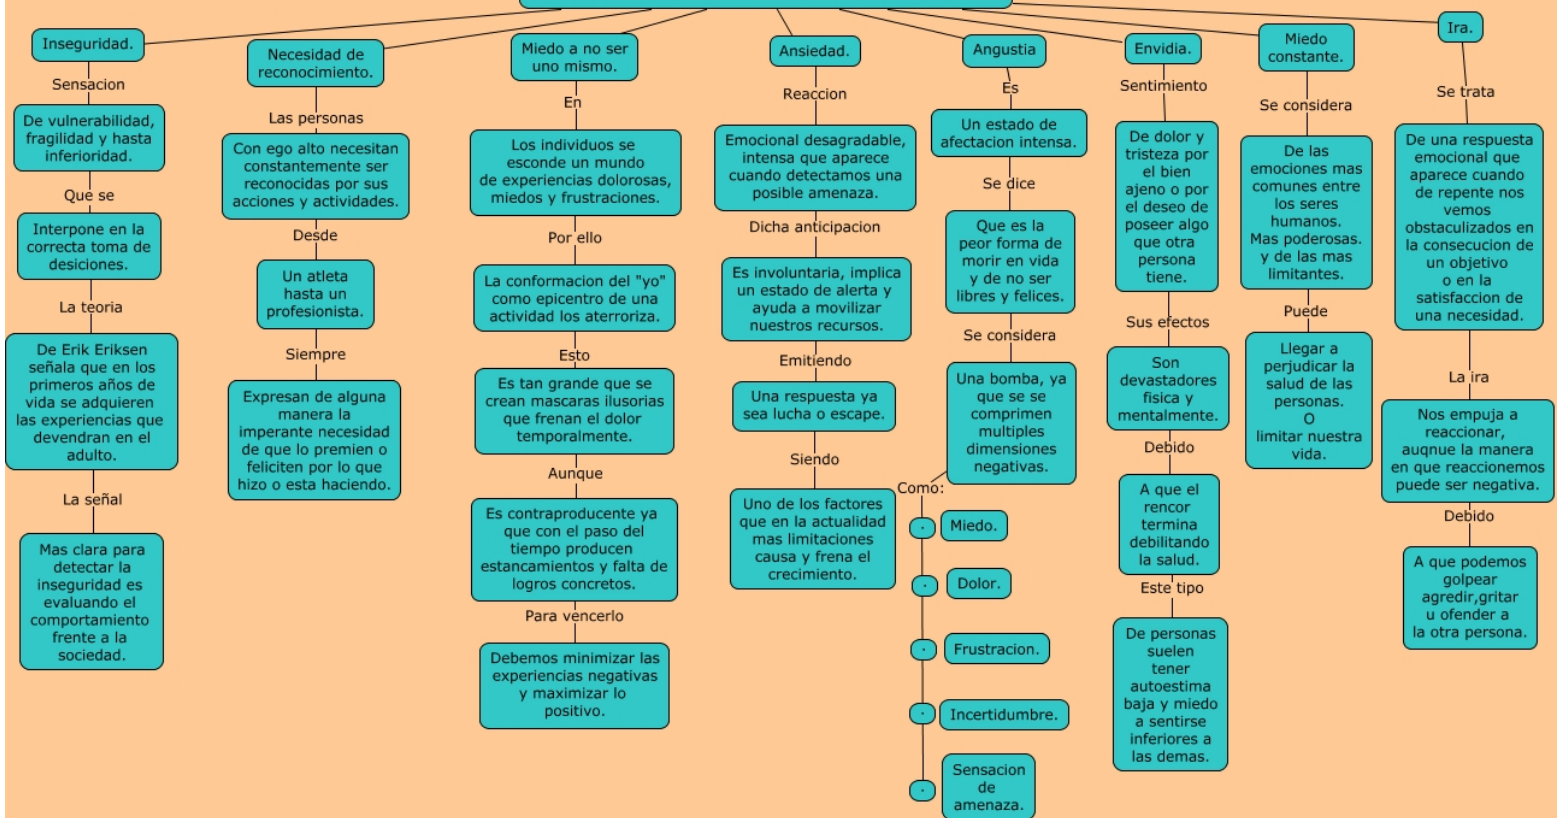 Inseguridad.
Sensacion
De vulnerabilidad,
fragilidad y hasta
inferioridad.
Que se
Interpone en la
correcta toma de
desiciones.
La teoria
De Erik Eriksen
señala que en los
primeros años de
vida se adquieren
las experiencias que
devendran en el
adulto.
La señal
Mas clara para
detectar la
inseguridad es
evaluando el
comportamiento
frente a la
sociedad.
Necesidad de
reconocimiento.
Las personas
Con ego alto necesitan
constantemente ser
reconocidas por sus
acciones y actividades.
Desde
Un atleta
hasta un
profesionista.
Siempre
Expresan de alguna
manera la
imperante necesidad
de que lo premien o
feliciten por lo que
hizo o esta haciendo.
Miedo a no ser
uno mismo.
En
Los individuos se
esconde un mundo
de experiencias dolorosas,
miedos y frustraciones.
Por ello
La conformacion del "yo"
como epicentro de una
actividad los aterroriza.
Esto
Es tan grande que se
crean mascaras ilusorias
que frenan el dolor
temporalmente.
Aunque
Es contraproducente ya
que con el paso del
tiempo producen
estancamientos y falta de
logros concretos.
Para vencerlo
Debemos minimizar las
experiencias negativas
y maximizar lo
positivo.
Ansiedad.
Reaccion
Emocional desagradable,
intensa que aparece
cuando detectamos una
posible amenaza.
Dicha anticipacion
Es involuntaria, implica
un estado de alerta y
ayuda a movilizar
nuestros recursos.
Emitiendo
Una respuesta ya
sea lucha o escape.
Siendo
Uno de los factores
que en la actualidad
mas limitaciones
causa y frena el
crecimiento.
Angustia
Es
Un estado de
afectacion intensa.
Se dice
Que es la
peor forma de
morir en vida
y de no ser
libres y felices.
Se considera
Una bomba, ya
que se se
comprimen
multiples
dimensiones
negativas.
Como:
· Miedo.
· Dolor.
· Frustracion.
· Incertidumbre.
· Sensacion
de
amenaza.
Envidia.
Sentimiento
De dolor y
tristeza por
el bien
ajeno o por
el deseo de
poseer algo
que otra
persona
tiene.
Sus efectos
Son
devastadores
fisica y
mentalmente.
Debido
A que el
rencor
termina
debilitando
la salud.
Este tipo
De personas
suelen
tener
autoestima
baja y miedo
a sentirse
inferiores a
las demas.
Miedo
constante.
Se considera
De las
emociones mas
comunes entre
los seres
humanos.
Mas poderosas.
y de las mas
limitantes.
Puede
Llegar a
perjudicar la
salud de las
personas.
O
limitar nuestra
vida.
Ira.
Se trata
De una respuesta
emocional que
aparece cuando
de repente nos
vemos
obstaculizados en
la consecucion de
un objetivo
o en la
satisfaccion de
una necesidad.
La ira
Nos empuja a
reaccionar,
auqnue la manera
en que reaccionemos
puede ser negativa.
Debido
A que podemos
golpear
agredir,gritar
u ofender a
la otra persona.